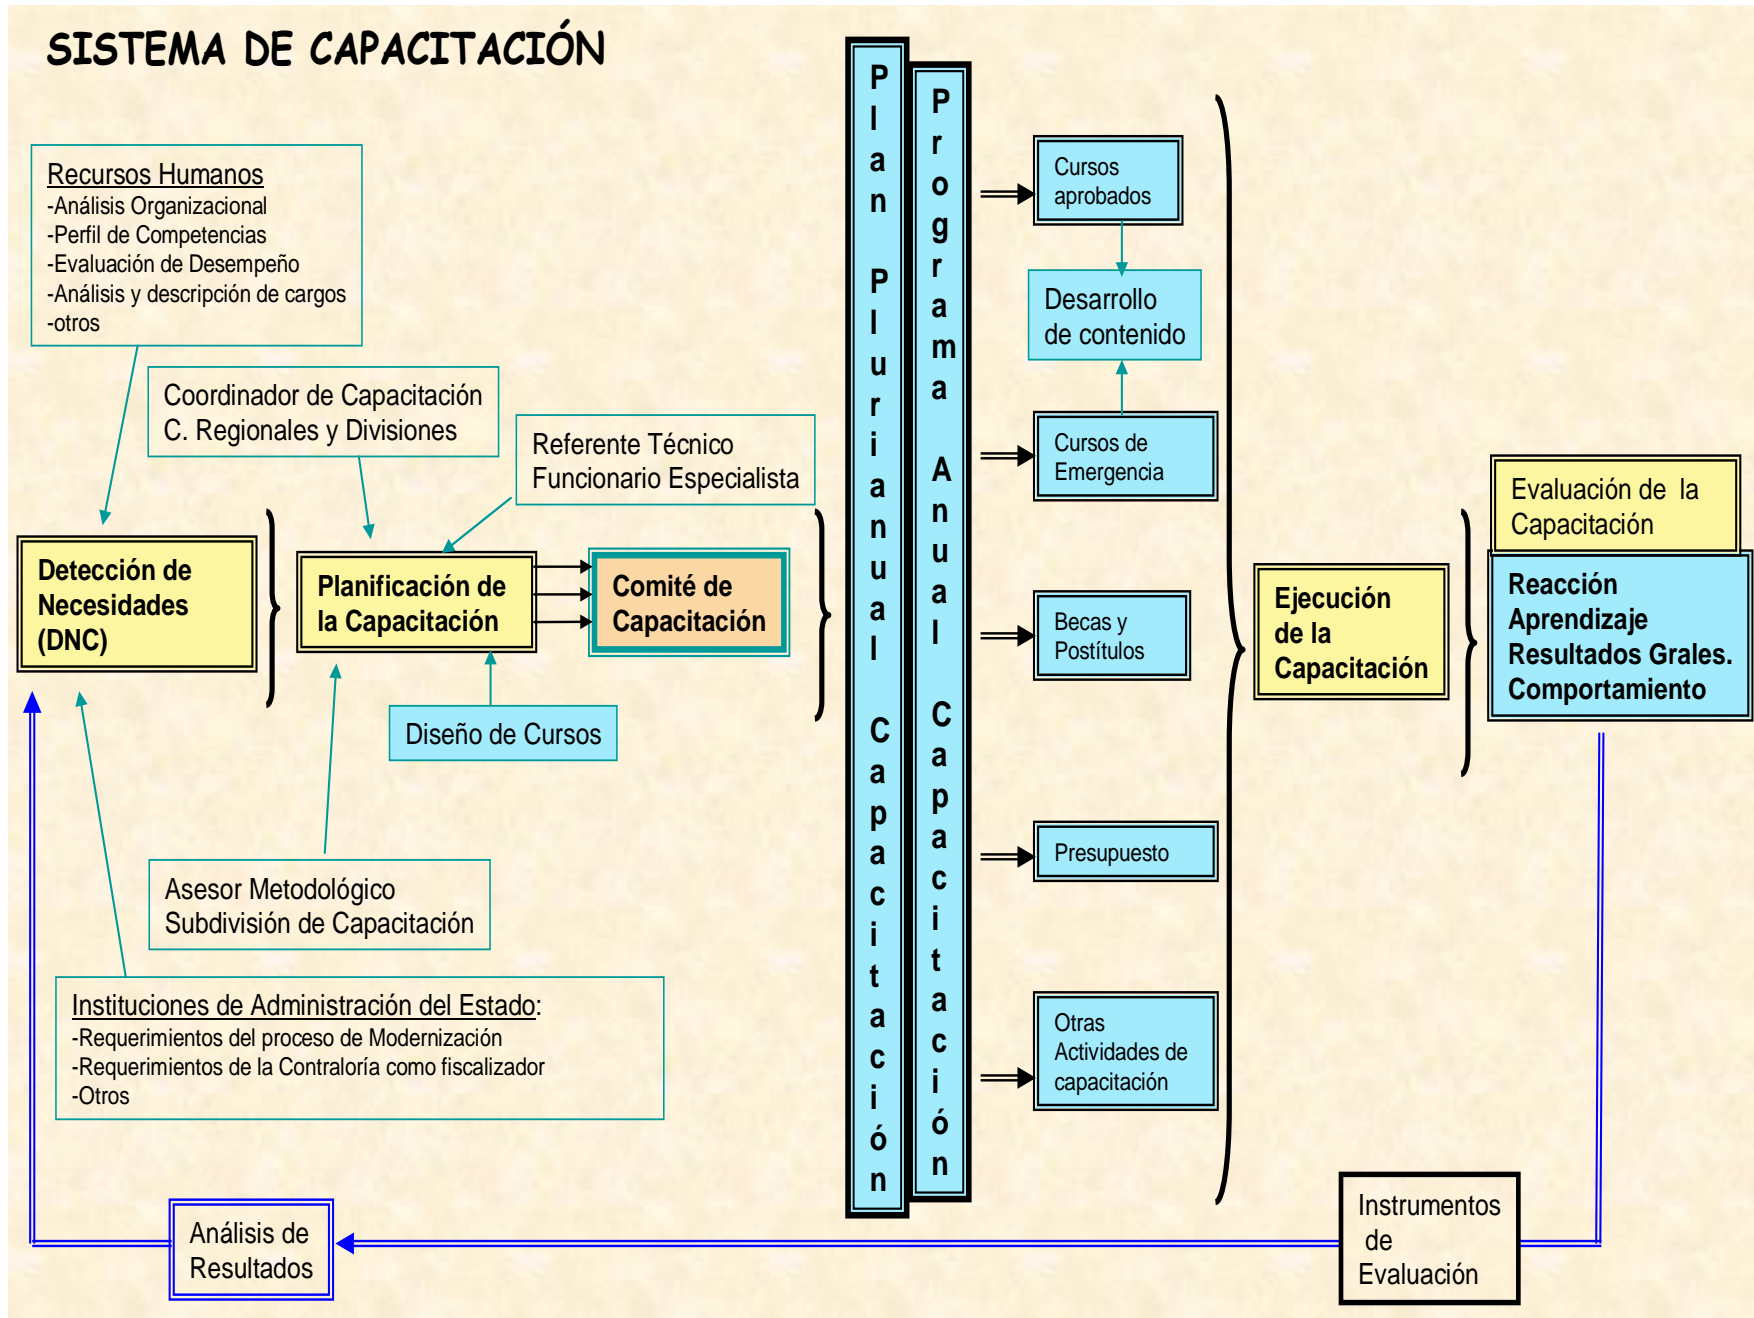 SISTEMA DE CAPACITACIÓN
Recursos Humanos
-Análisis Organizacional
-Perfil de Competencias
-Evaluación de Desempeño
-Análisis y descripción de cargos
-otros
Coordinador de Capacitación
C. Regionales y Divisiones
Referente Técnico
Funcionario Especialista
Detección de
Necesidades
(DNC)
Planificación de
la Capacitación
Comité de
Capacitación
Diseño de Cursos
Asesor Metodológico
Subdivisión de Capacitación
Instituciones de Administración del Estado:
-Requerimientos del proceso de Modernización
-Requerimientos de la Contraloría como fiscalizador
-Otros
Plan Plurianual Capacitación
Programa Anual Capacitación
Cursos
aprobados
Desarrollo
de contenido
Cursos de
Emergencia
Becas y
Postítulos
Presupuesto
Otras
Actividades de
capacitación
Ejecución
de la
Capacitación
Evaluación de  la
Capacitación
Reacción
Aprendizaje
Resultados Grales.
Comportamiento
Instrumentos
de
Evaluación
Análisis de
Resultados